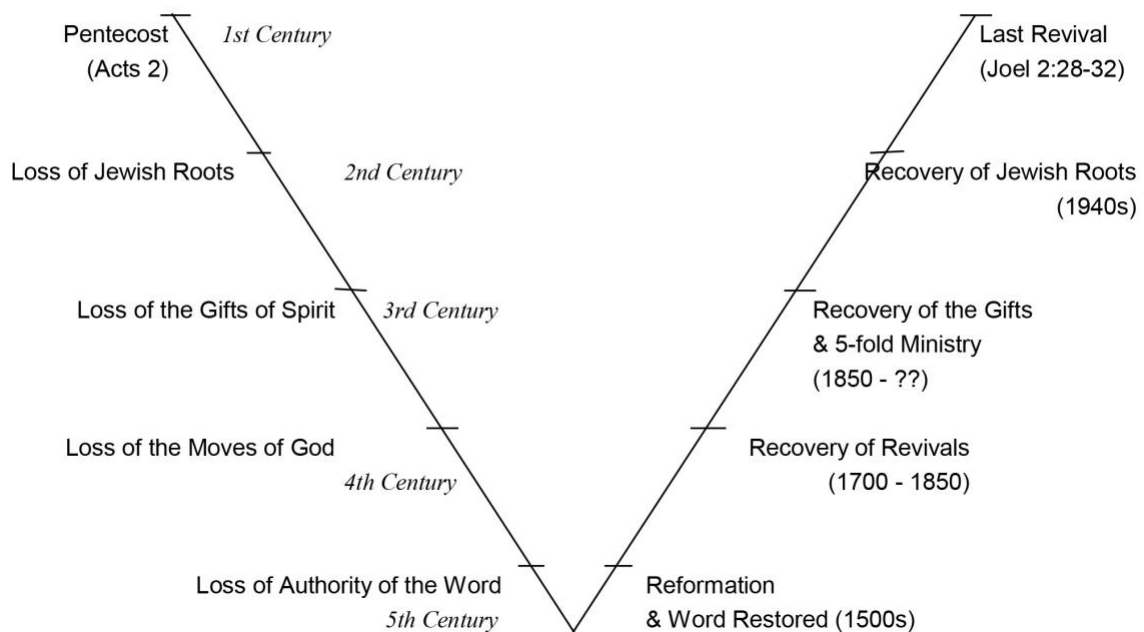 Pentecost
(Acts 2)
1st Century
Last Revival
(Joel 2:28-32)
Loss of Jewish Roots
2nd Century
Recovery of Jewish Roots
(1940s)
Loss of the Gifts of Spirit
3rd Century
Recovery of the Gifts
& 5-fold Ministry
(1850 - ??)
Loss of the Moves of God
4th Century
Recovery of Revivals
(1700 - 1850)
Loss of Authority of the Word
5th Century
Reformation
& Word Restored (1500s)